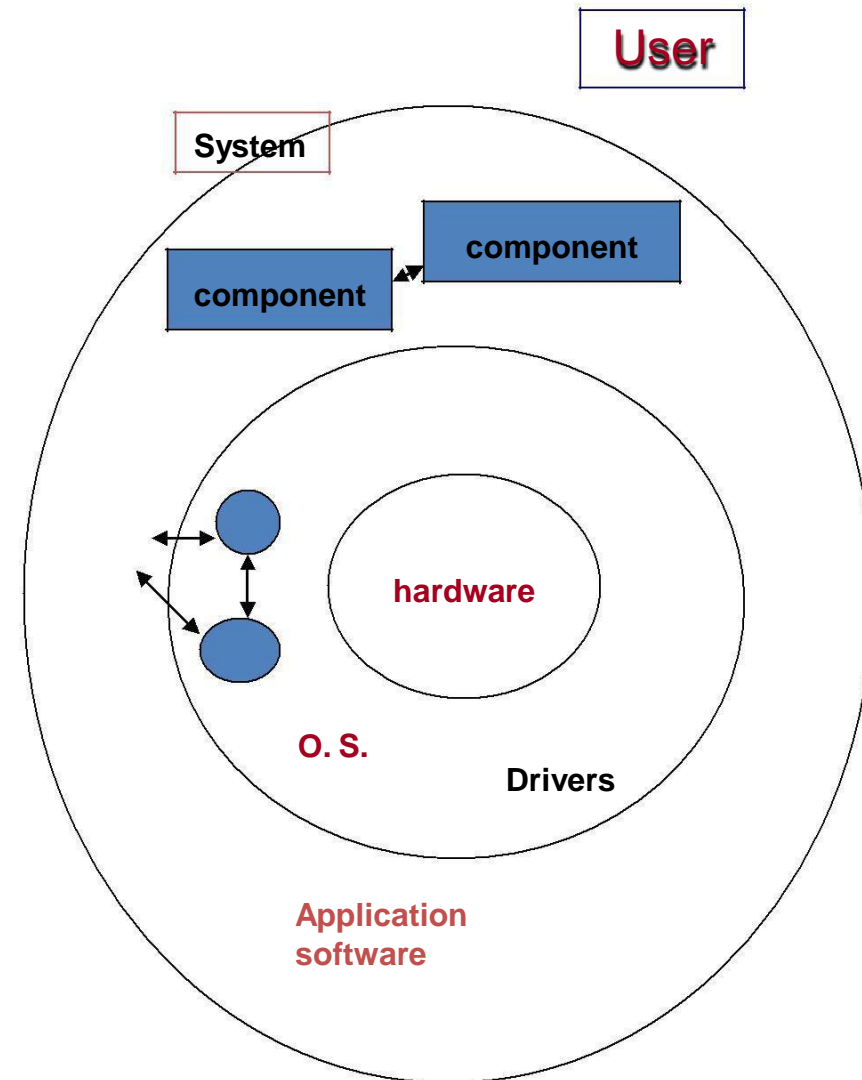 User
System
component
component
hardware
O. S.
Drivers
Application
software